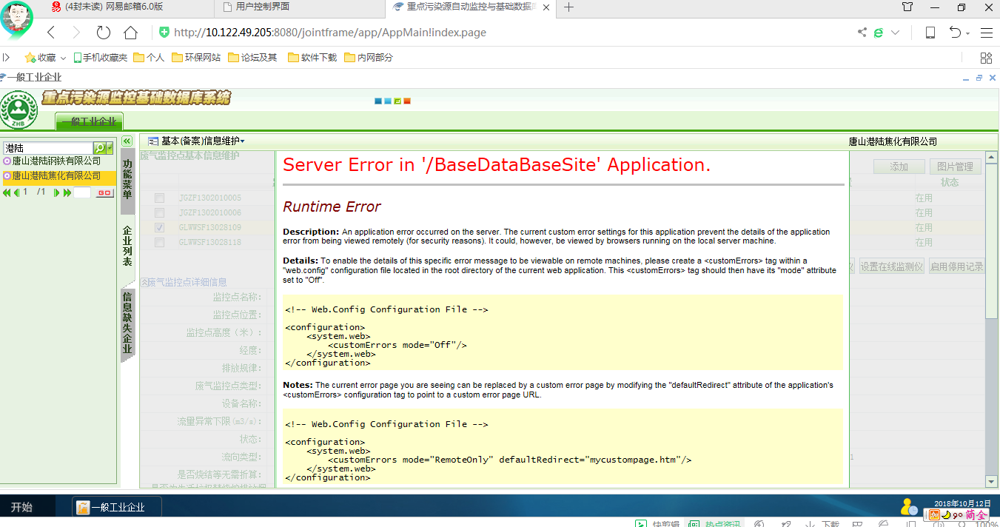 (4封未读) 网易邮箱6.0版
用户控制界面
重点污染源自动监控与基础数据库
http://10.122.49.205:8080/jointframe/app/AppMain!index.page
收藏
手机收藏夹
个人
环保网站
论坛及其
软件下载
内网部分
一般工业企业
重点污染源监控基础数据库系统
ZHB
一般工业企业
港陆
唐山港陆钢铁有限公司
唐山港陆焦化有限公司
1 /1
GO
功能菜单
企业列表
信息缺失企业
基本(备案)信息维护
唐山港陆焦化有限公司
废气监控点基本信息维护
添加
图片管理
状态
JGZF1302010005
在用
JGZF1302010006
在用
GLWWSF13028109
在用
GLWWSF13028118
在用
设置在线监测仪
启用停用记录
废气监控点详细信息
监控点名称:
监控点位置:
监控点高度（米）:
经度:
排放规律:
废气监控点类型:
设备名称:
流量异常下限(m3/s):
状态:
流向类型:
是否烧结等无需折算:
Server Error in '/BaseDataBaseSite' Application.
Runtime Error
Description: An application error occurred on the server. The current custom error settings for this application prevent the details of the application
error from being viewed remotely (for security reasons). It could, however, be viewed by browsers running on the local server machine.
Details: To enable the details of this specific error message to be viewable on remote machines, please create a <customErrors> tag within a
"web.config" configuration file located in the root directory of the current web application. This <customErrors> tag should then have its "mode" attribute
set to "Off".
<!-- Web.Config Configuration File -->
<configuration>
<system.web>
<customErrors mode="Off"/>
</system.web>
</configuration>
Notes: The current error page you are seeing can be replaced by a custom error page by modifying the "defaultRedirect" attribute of the application's
<customErrors> configuration tag to point to a custom error page URL.
<!-- Web.Config Configuration File -->
<configuration>
<system.web>
<customErrors mode="RemoteOnly" defaultRedirect="mycustompage.htm"/>
</system.web>
</configuration>
开始
一般工业企业
2018年10月12日
简全
快剪辑
热点资讯
下载
100%